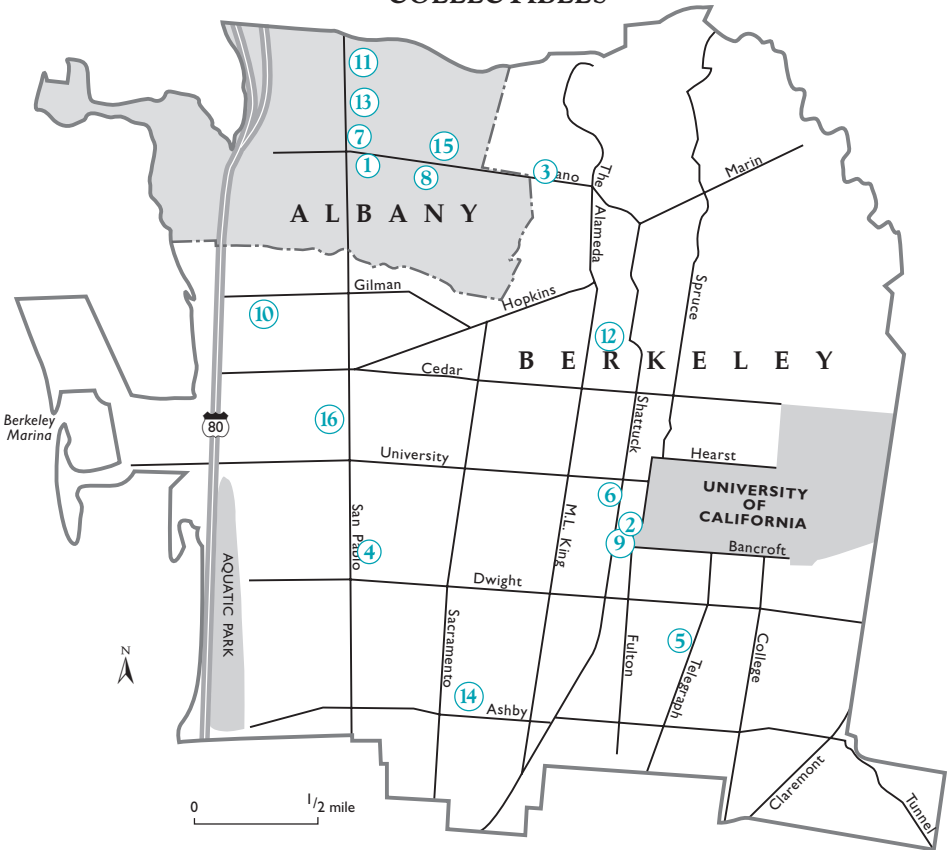 COLLECTIBLES
11
13
7
15
1
8
3
ano
The Alameda
Marin
ALBANY
Gilman
Hopkins
Spruce
10
12
BERKELEY
Cedar
Shattuck
16
Berkeley
Marina
80
University
Hearst
UNIVERSITY
OF
CALIFORNIA
6
2
9
San Pablo
4
M.L. King
Bancroft
AQUATIC PARK
Dwight
Sacramento
Fulton
5
Telegraph
College
N
14
Ashby
Claremont
Tunnel
0
1/2 mile